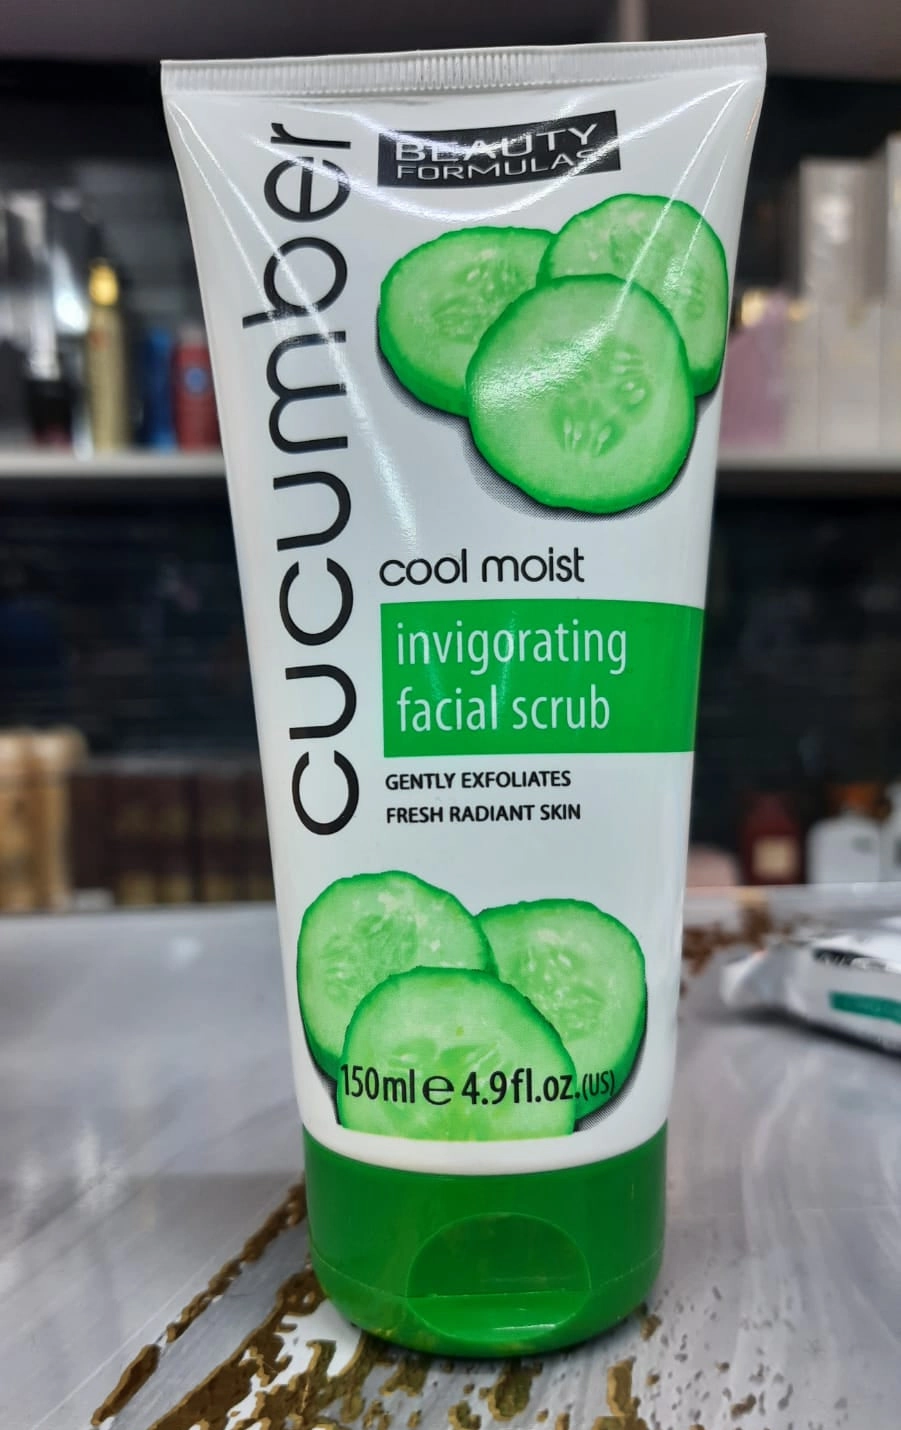 BEAUTY
FORMULAS
cucumber
cool moist
invigorating
facial scrub
GENTLY EXFOLIATES
FRESH RADIANT SKIN
150ml e 4.9fl.oz.(US)